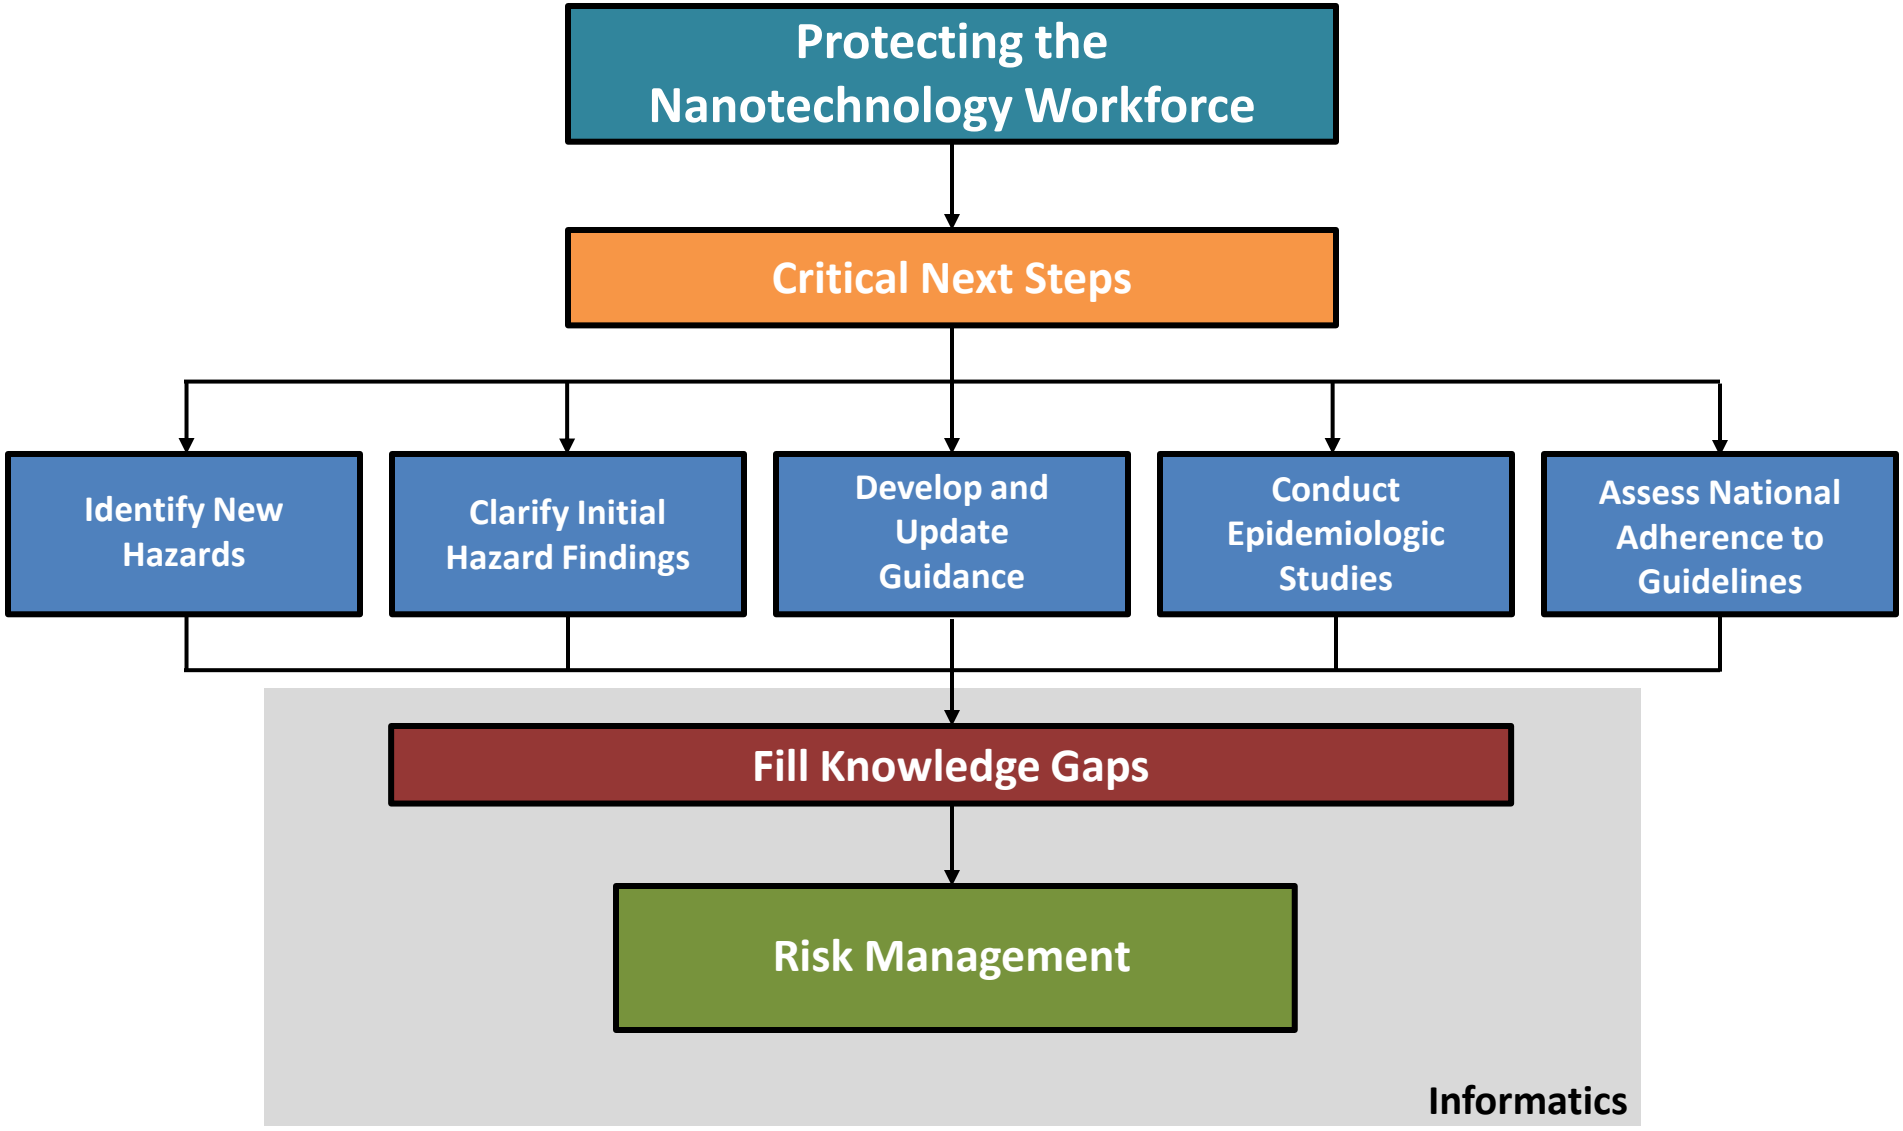 Protecting the
Nanotechnology Workforce
Critical Next Steps
Identify New
Hazards
Clarify Initial
Hazard Findings
Develop and
Update
Guidance
Conduct
Epidemiologic
Studies
Assess National
Adherence to
Guidelines
Fill Knowledge Gaps
Risk Management
Informatics